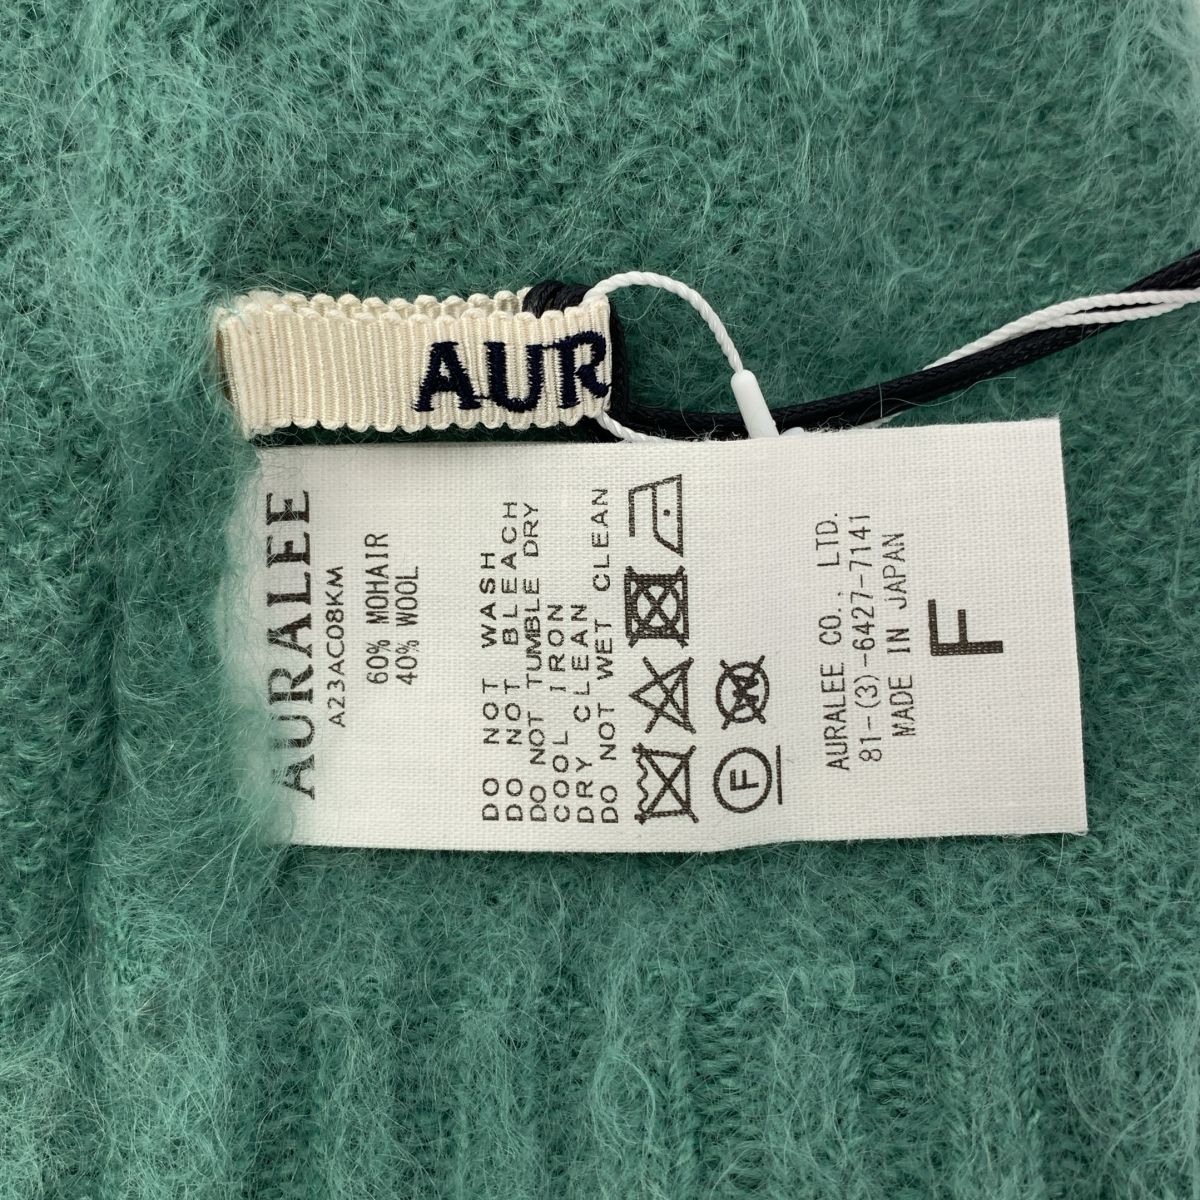 AUR
AURALEE
A23AC08KM
60% MOHAIR
40% WOOL
DO NOT WASH
DO NOT BLEACH
DO NOT TUMBLE DRY
COOL IRON
DRY CLEAN
DO NOT WET CLEAN
F W
AURALEE CO., LTD.
81-(3)-6427-7141
MADE IN JAPAN
F